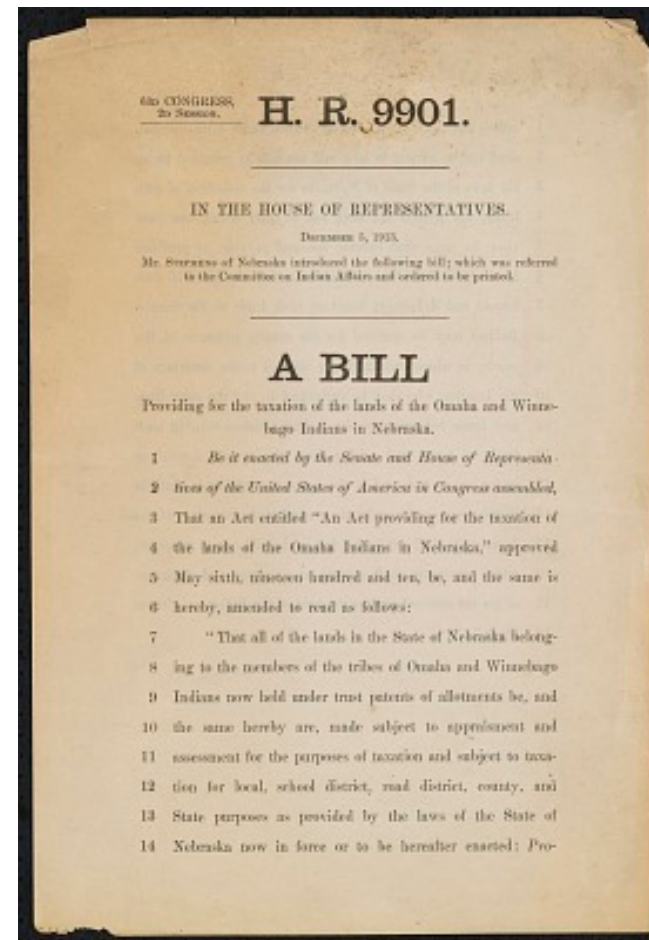 63D CONGRESS,
2D SESSION.
H. R. 9901.
IN THE HOUSE OF REPRESENTATIVES.
DECEMBER 5, 1913.
Mr. STEPHENS of Nebraska introduced the following bill; which was referred
to the Committee on Indian Affairs and ordered to be printed.
A BILL
Providing for the taxation of the lands of the Omaha and Winne-
bago Indians in Nebraska.
1 Be it enacted by the Senate and House of Representa-
2 tives of the United States of America in Congress assembled,
3 That an Act entitled "An Act providing for the taxation of
4 the lands of the Omaha Indians in Nebraska," approved
5 May sixth, nineteen hundred and ten, be, and the same is
6 hereby, amended to read as follows:
7 "That all of the lands in the State of Nebraska belong-
8 ing to the members of the tribes of Omaha and Winnebago
9 Indians now held under trust patents of allotments be, and
10 the same hereby are, made subject to appraisment and
11 assessment for the purposes of taxation and subject to taxa-
12 tion for local, school district, road district, county, and
13 State purposes as provided by the laws of the State of
14 Nebraska now in force or to be hereafter enacted: Pro-